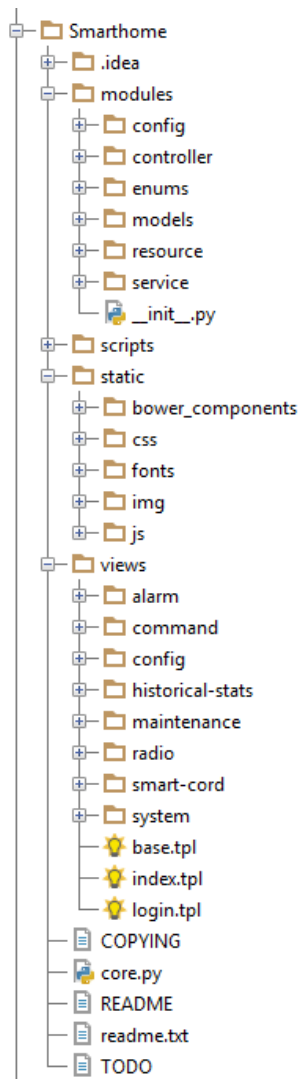 Smarthome
.idea
modules
config
controller
enums
models
resource
service
__init__.py
scripts
static
bower_components
css
fonts
img
js
views
alarm
command
config
historical-stats
maintenance
radio
smart-cord
system
base.tpl
index.tpl
login.tpl
COPYING
core.py
README
readme.txt
TODO